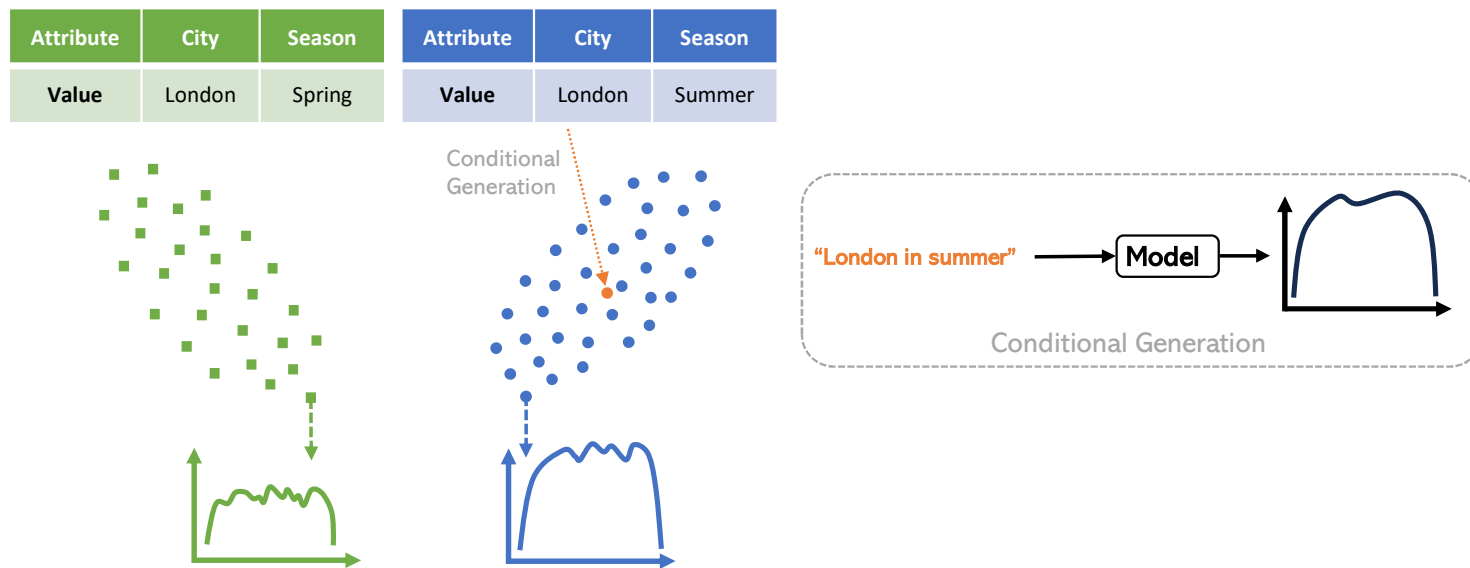 Attribute City Season
Value London Spring
Attribute City Season
Value London Summer
Conditional
Generation
“London in summer”
Model
Conditional Generation